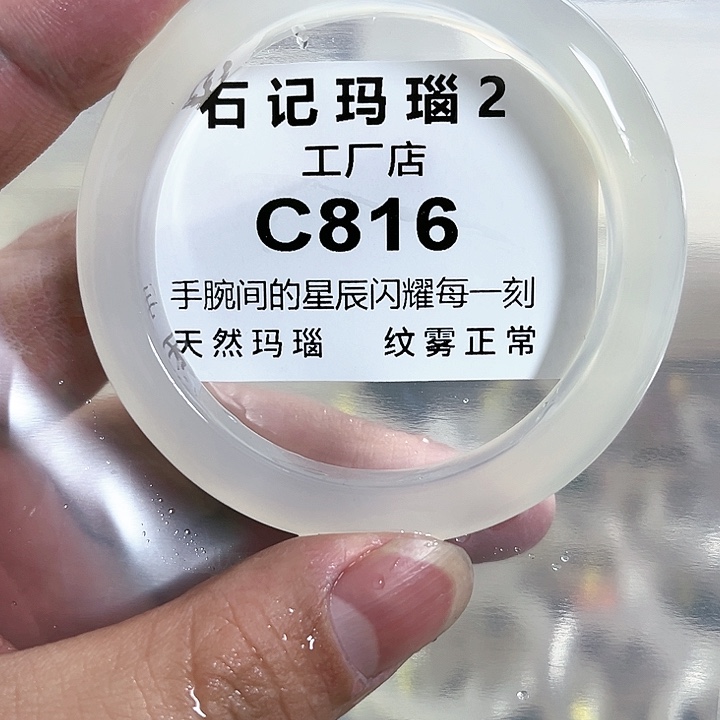 石记玛瑙2
工厂店
C816
手腕间的星辰闪耀每一刻
天然玛瑙 纹雾正常